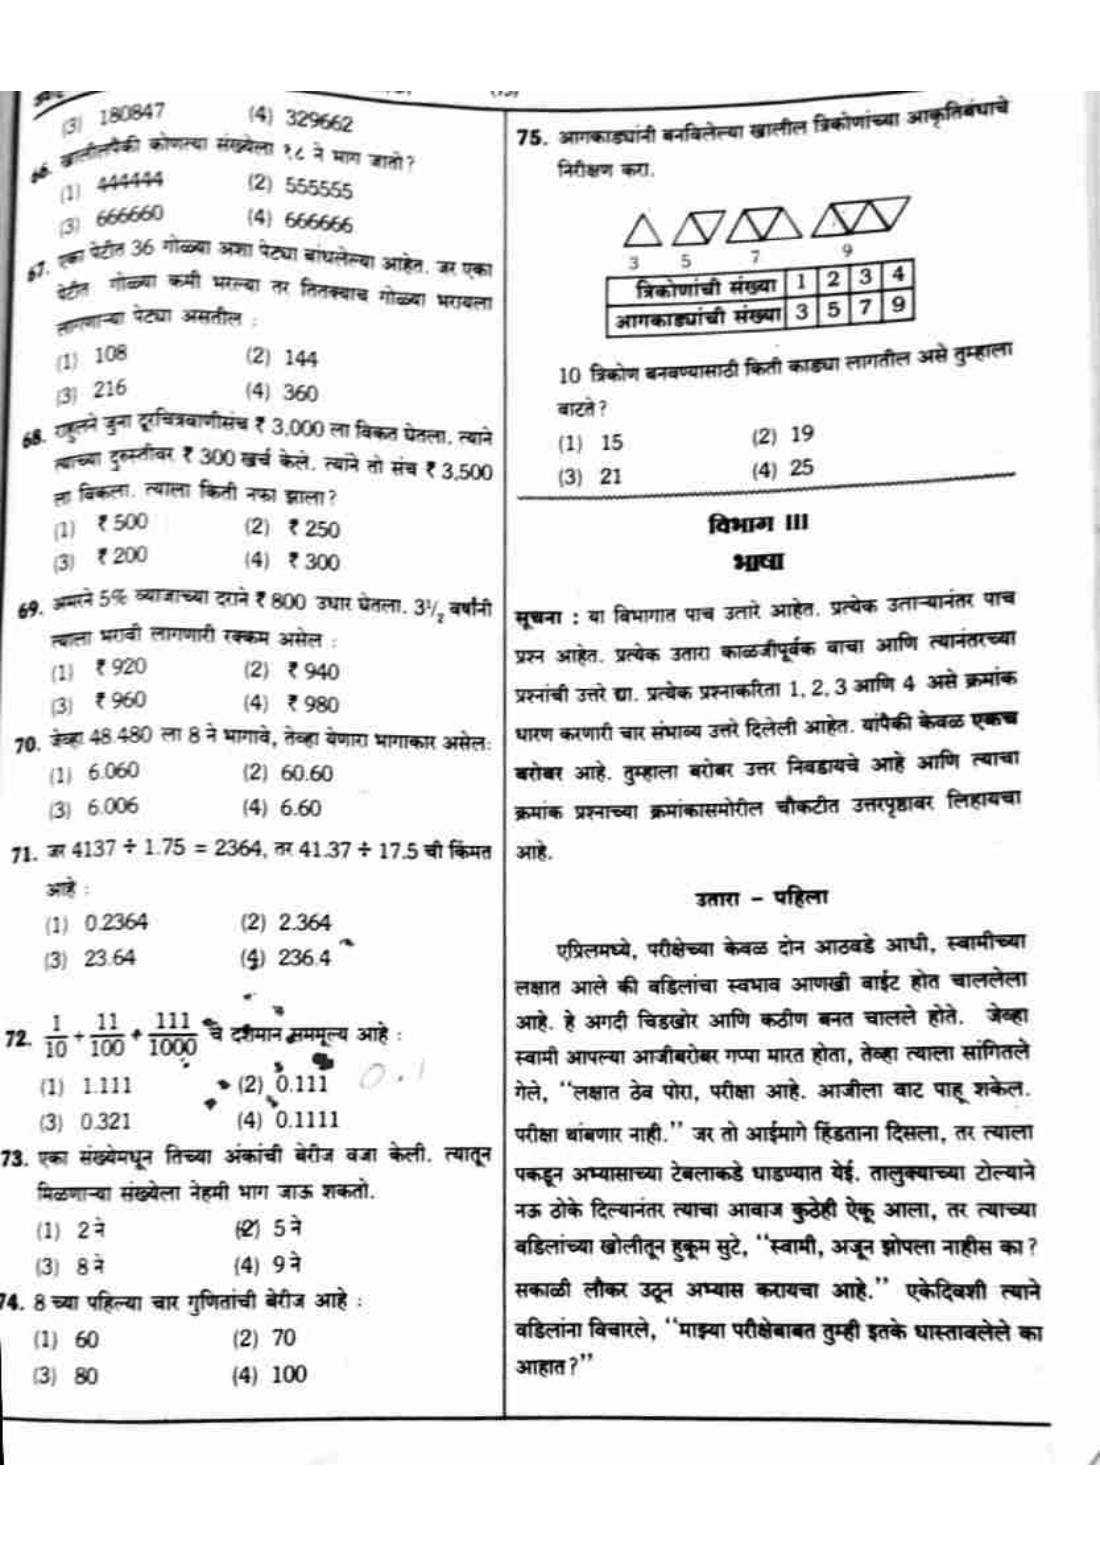 (3) 180847 (4) 329662
66. खालीलपैकी कोणत्या संख्येला १८ ने भाग जातो?
(1) 444444 (2) 555555
(3) 666660 (4) 666666
67. एका पेटीत 36 गोळ्या अशा पेट्या बांधलेल्या आहेत. जर एका
पेटीत गोळ्या कमी भरल्या तर तितक्याच गोळ्या भरायला
लागणाऱ्या पेट्या असतील :
(1) 108 (2) 144
(3) 216 (4) 360
68. राहुलने जुना दूरचित्रवाणीसंच ₹ 3,000 ला विकत घेतला. त्याने
त्याच्या दुरुस्तीवर ₹ 300 खर्च केले. त्याने तो संच ₹ 3,500
ला विकला. त्याला किती नफा झाला?
(1) ₹ 500 (2) ₹ 250
(3) ₹ 200 (4) ₹ 300
69. अमरने 5% व्याजाच्या दराने ₹ 800 उधार घेतला. 3½ वर्षांनी
त्याला भरावी लागणारी रक्कम असेल :
(1) ₹ 920 (2) ₹ 940
(3) ₹ 960 (4) ₹ 980
70. जेव्हा 48.480 ला 8 ने भागावे, तेव्हा येणारा भागाकार असेल:
(1) 6.060 (2) 60.60
(3) 6.006 (4) 6.60
71. जर 4137 ÷ 1.75 = 2364, तर 41.37 ÷ 17.5 ची किंमत
आहे :
(1) 0.2364 (2) 2.364
(3) 23.64 (4) 236.4
72. 1/10 + 11/100 + 111/1000 चे दशमान सममूल्य आहे :
(1) 1.111 (2) 0.111 0.1
(3) 0.321 (4) 0.1111
73. एका संख्येमधून तिच्या अंकांची बेरीज वजा केली. त्यातून
मिळणाऱ्या संख्येला नेहमी भाग जाऊ शकतो.
(1) 2 ने (2) 5 ने
(3) 8 ने (4) 9 ने
74. 8 च्या पहिल्या चार गुणितांची बेरीज आहे :
(1) 60 (2) 70
(3) 80 (4) 100
75. आगकाड्यांनी बनविलेल्या खालील त्रिकोणांच्या आकृतिबंधाचे
निरीक्षण करा.
3 5 7 9
त्रिकोणांची संख्या 1 2 3 4
आगकाड्यांची संख्या 3 5 7 9
10 त्रिकोण बनवण्यासाठी किती काड्या लागतील असे तुम्हाला
वाटते?
(1) 15 (2) 19
(3) 21 (4) 25
विभाग III
भाषा
सूचना : या विभागात पाच उतारे आहेत. प्रत्येक उताऱ्यानंतर पाच
प्रश्न आहेत. प्रत्येक उतारा काळजीपूर्वक वाचा आणि त्यानंतरच्या
प्रश्नांची उत्तरे द्या. प्रत्येक प्रश्नाकरिता 1, 2, 3 आणि 4 असे क्रमांक
धारण करणारी चार संभाव्य उत्तरे दिलेली आहेत. यांपैकी केवळ एकच
बरोबर आहे. तुम्हाला बरोबर उत्तर निवडायचे आहे आणि त्याचा
क्रमांक प्रश्नाच्या क्रमांकासमोरील चौकटीत उत्तरपृष्ठावर लिहायचा
आहे.
उतारा – पहिला
एप्रिलमध्ये, परीक्षेच्या केवळ दोन आठवडे आधी, स्वामीच्या
लक्षात आले की वडिलांचा स्वभाव आणखी वाईट होत चाललेला
आहे. हे अगदी चिडखोर आणि कठीण बनत चालले होते. जेव्हा
स्वामी आपल्या आजीबरोबर गप्पा मारत होता, तेव्हा त्याला सांगितले
गेले, ‘‘लक्षात ठेव पोरा, परीक्षा आहे. आजीला वाट पाहू शकेल.
परीक्षा थांबणार नाही.’’ जर तो आईमागे हिंडताना दिसला, तर त्याला
पकडून अभ्यासाच्या टेबलाकडे धाडण्यात येई. तालुक्याच्या टोल्याने
नऊ ठोके दिल्यानंतर त्याचा आवाज कुठेही ऐकू आला, तर त्याच्या
वडिलांच्या खोलीतून हुकूम सुटे, ‘‘स्वामी, अजून झोपला नाहीस का?
सकाळी लौकर उठून अभ्यास करायचा आहे.’’ एकेदिवशी त्याने
वडिलांना विचारले, ‘‘माझ्या परीक्षेबाबत तुम्ही इतके धास्तावलेले का
आहात?’’